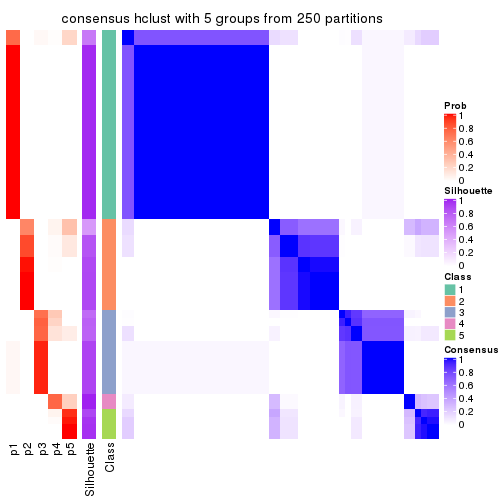 consensus hclust with 5 groups from 250 partitions
Prob
1
0.8
0.6
0.4
0.2
0
Silhouette
1
0.8
0.6
0.4
0.2
0
Class
1
2
3
4
5
Consensus
1
0.8
0.6
0.4
0.2
0
p1
p2
p3
p4
p5
Silhouette
Class